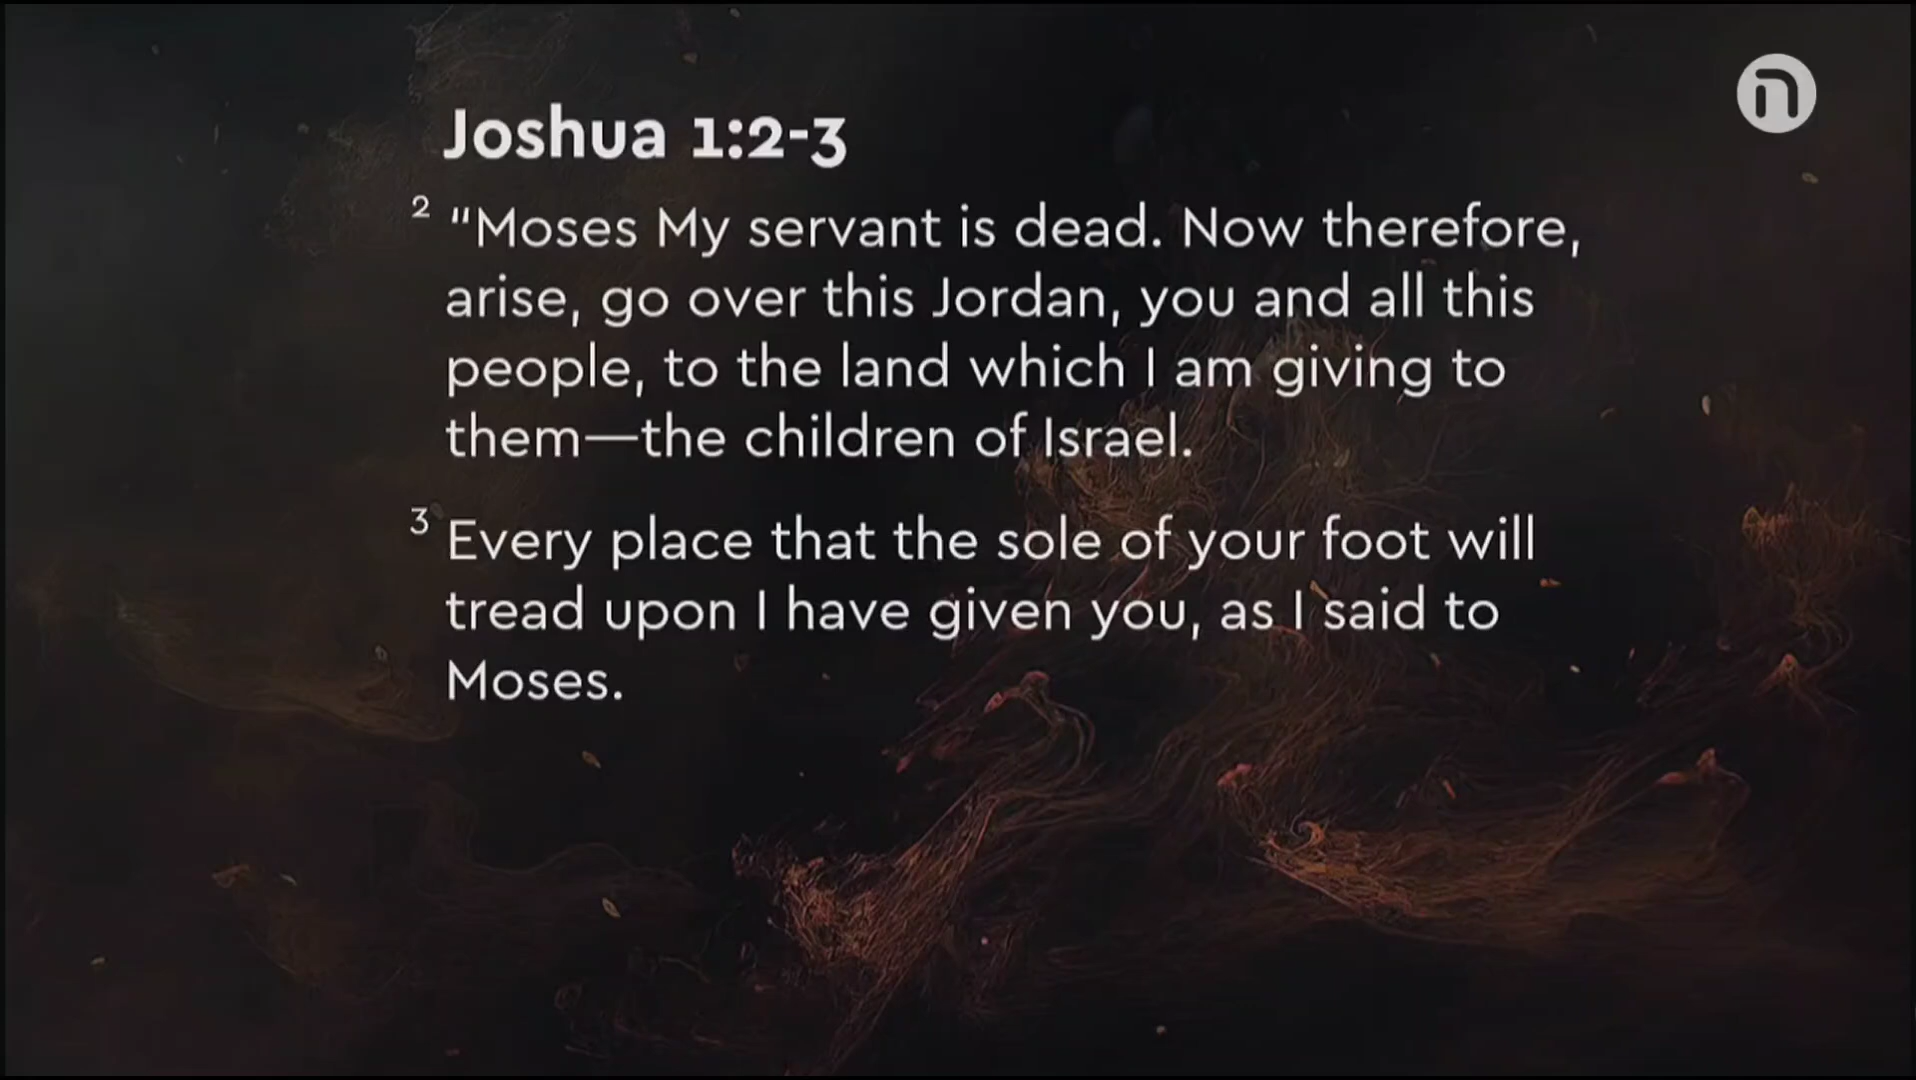 Joshua 1:2-3
2 "Moses My servant is dead. Now therefore,
arise, go over this Jordan, you and all this
people, to the land which I am giving to
them—the children of Israel.
3 Every place that the sole of your foot will
tread upon I have given you, as I said to
Moses.